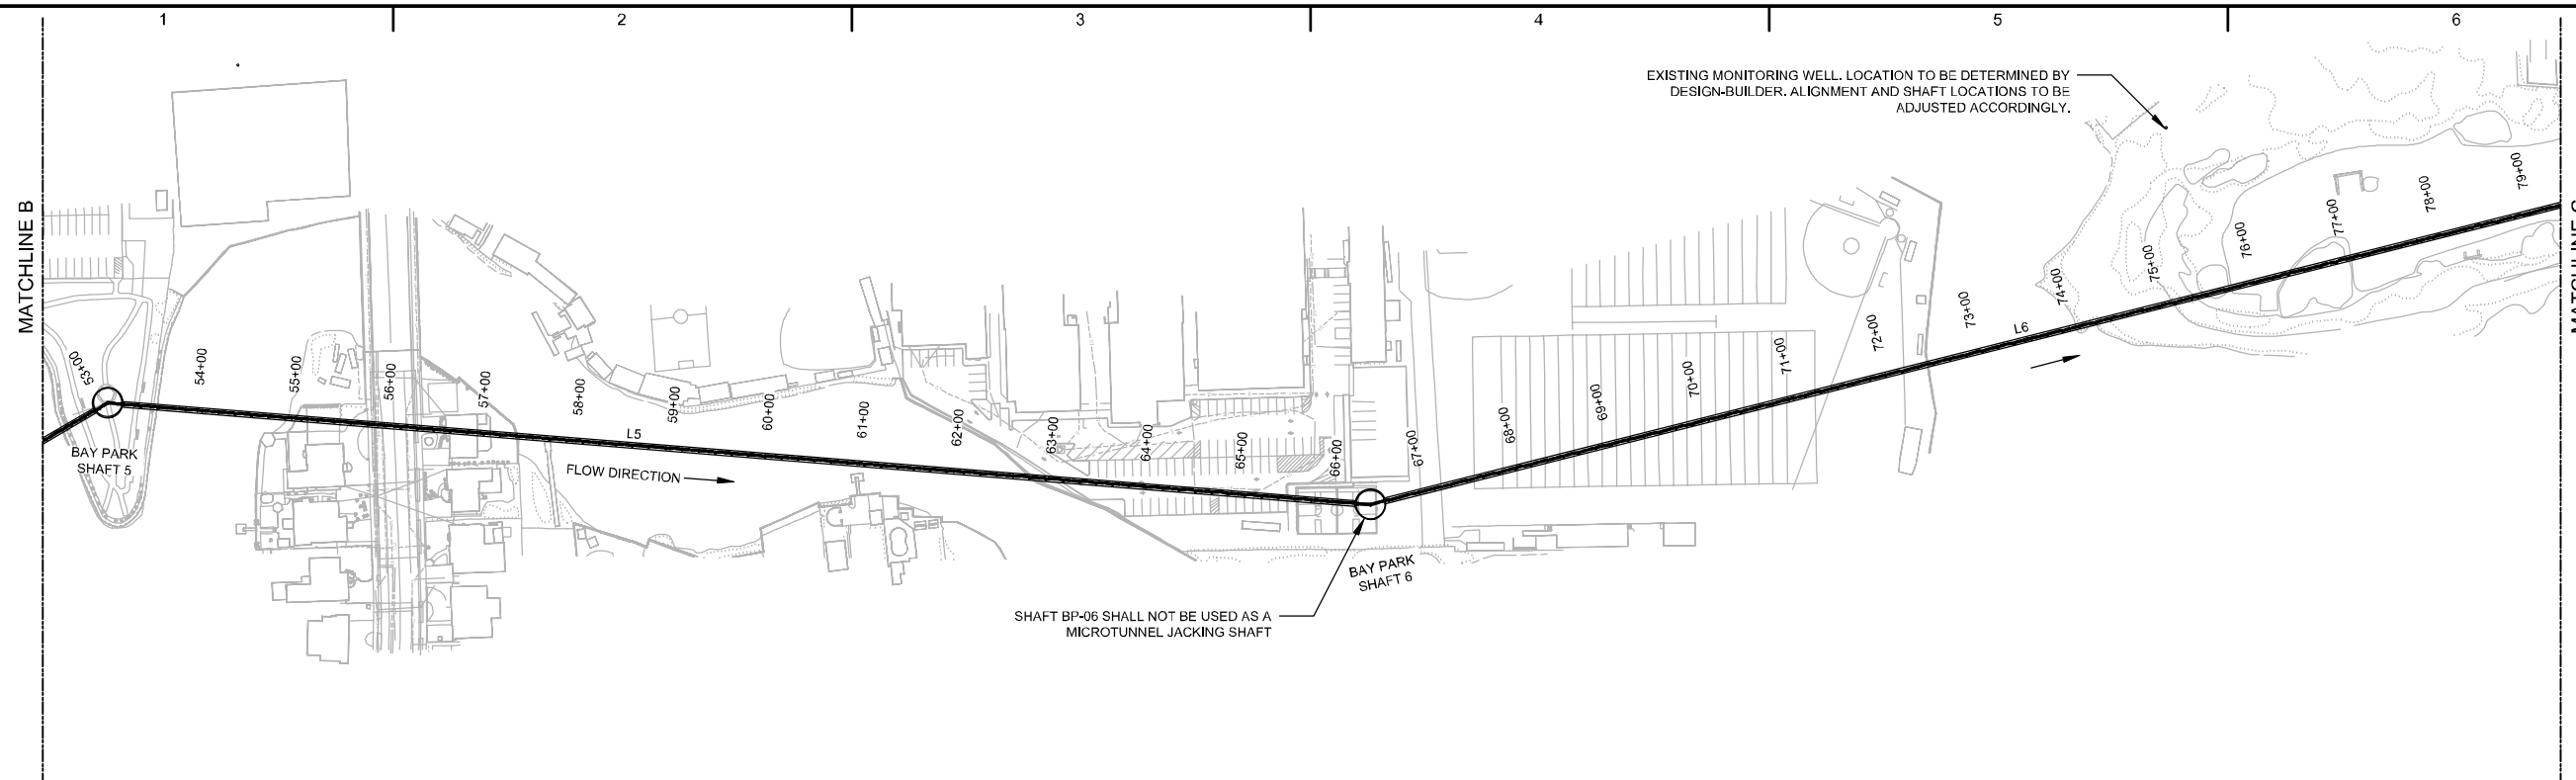 1
2
3
4
5
6
EXISTING MONITORING WELL. LOCATION TO BE DETERMINED BY
DESIGN-BUILDER. ALIGNMENT AND SHAFT LOCATIONS TO BE
ADJUSTED ACCORDINGLY.
MATCHLINE B
53+00
54+00
55+00
56+00
57+00
58+00
59+00
60+00
61+00
62+00
63+00
64+00
65+00
66+00
67+00
68+00
69+00
70+00
71+00
72+00
73+00
74+00
75+00
76+00
77+00
78+00
79+00
L5
L6
FLOW DIRECTION
BAY PARK
SHAFT 5
BAY PARK
SHAFT 6
SHAFT BP-06 SHALL NOT BE USED AS A
MICROTUNNEL JACKING SHAFT